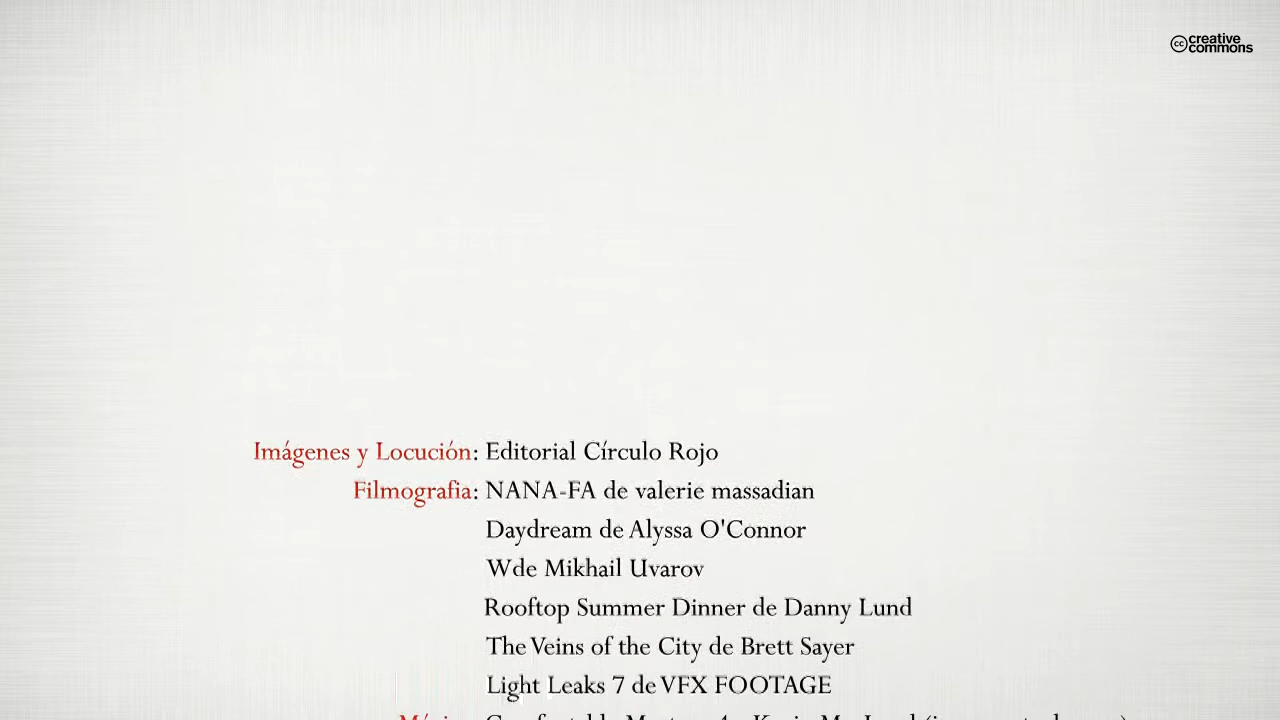 creative
commons
Imágenes y Locución: Editorial Círculo Rojo
Filmografia: NANA-FA de valerie massadian
Daydream de Alyssa O'Connor
Wde Mikhail Uvarov
Rooftop Summer Dinner de Danny Lund
The Veins of the City de Brett Sayer
Light Leaks 7 de VFX FOOTAGE